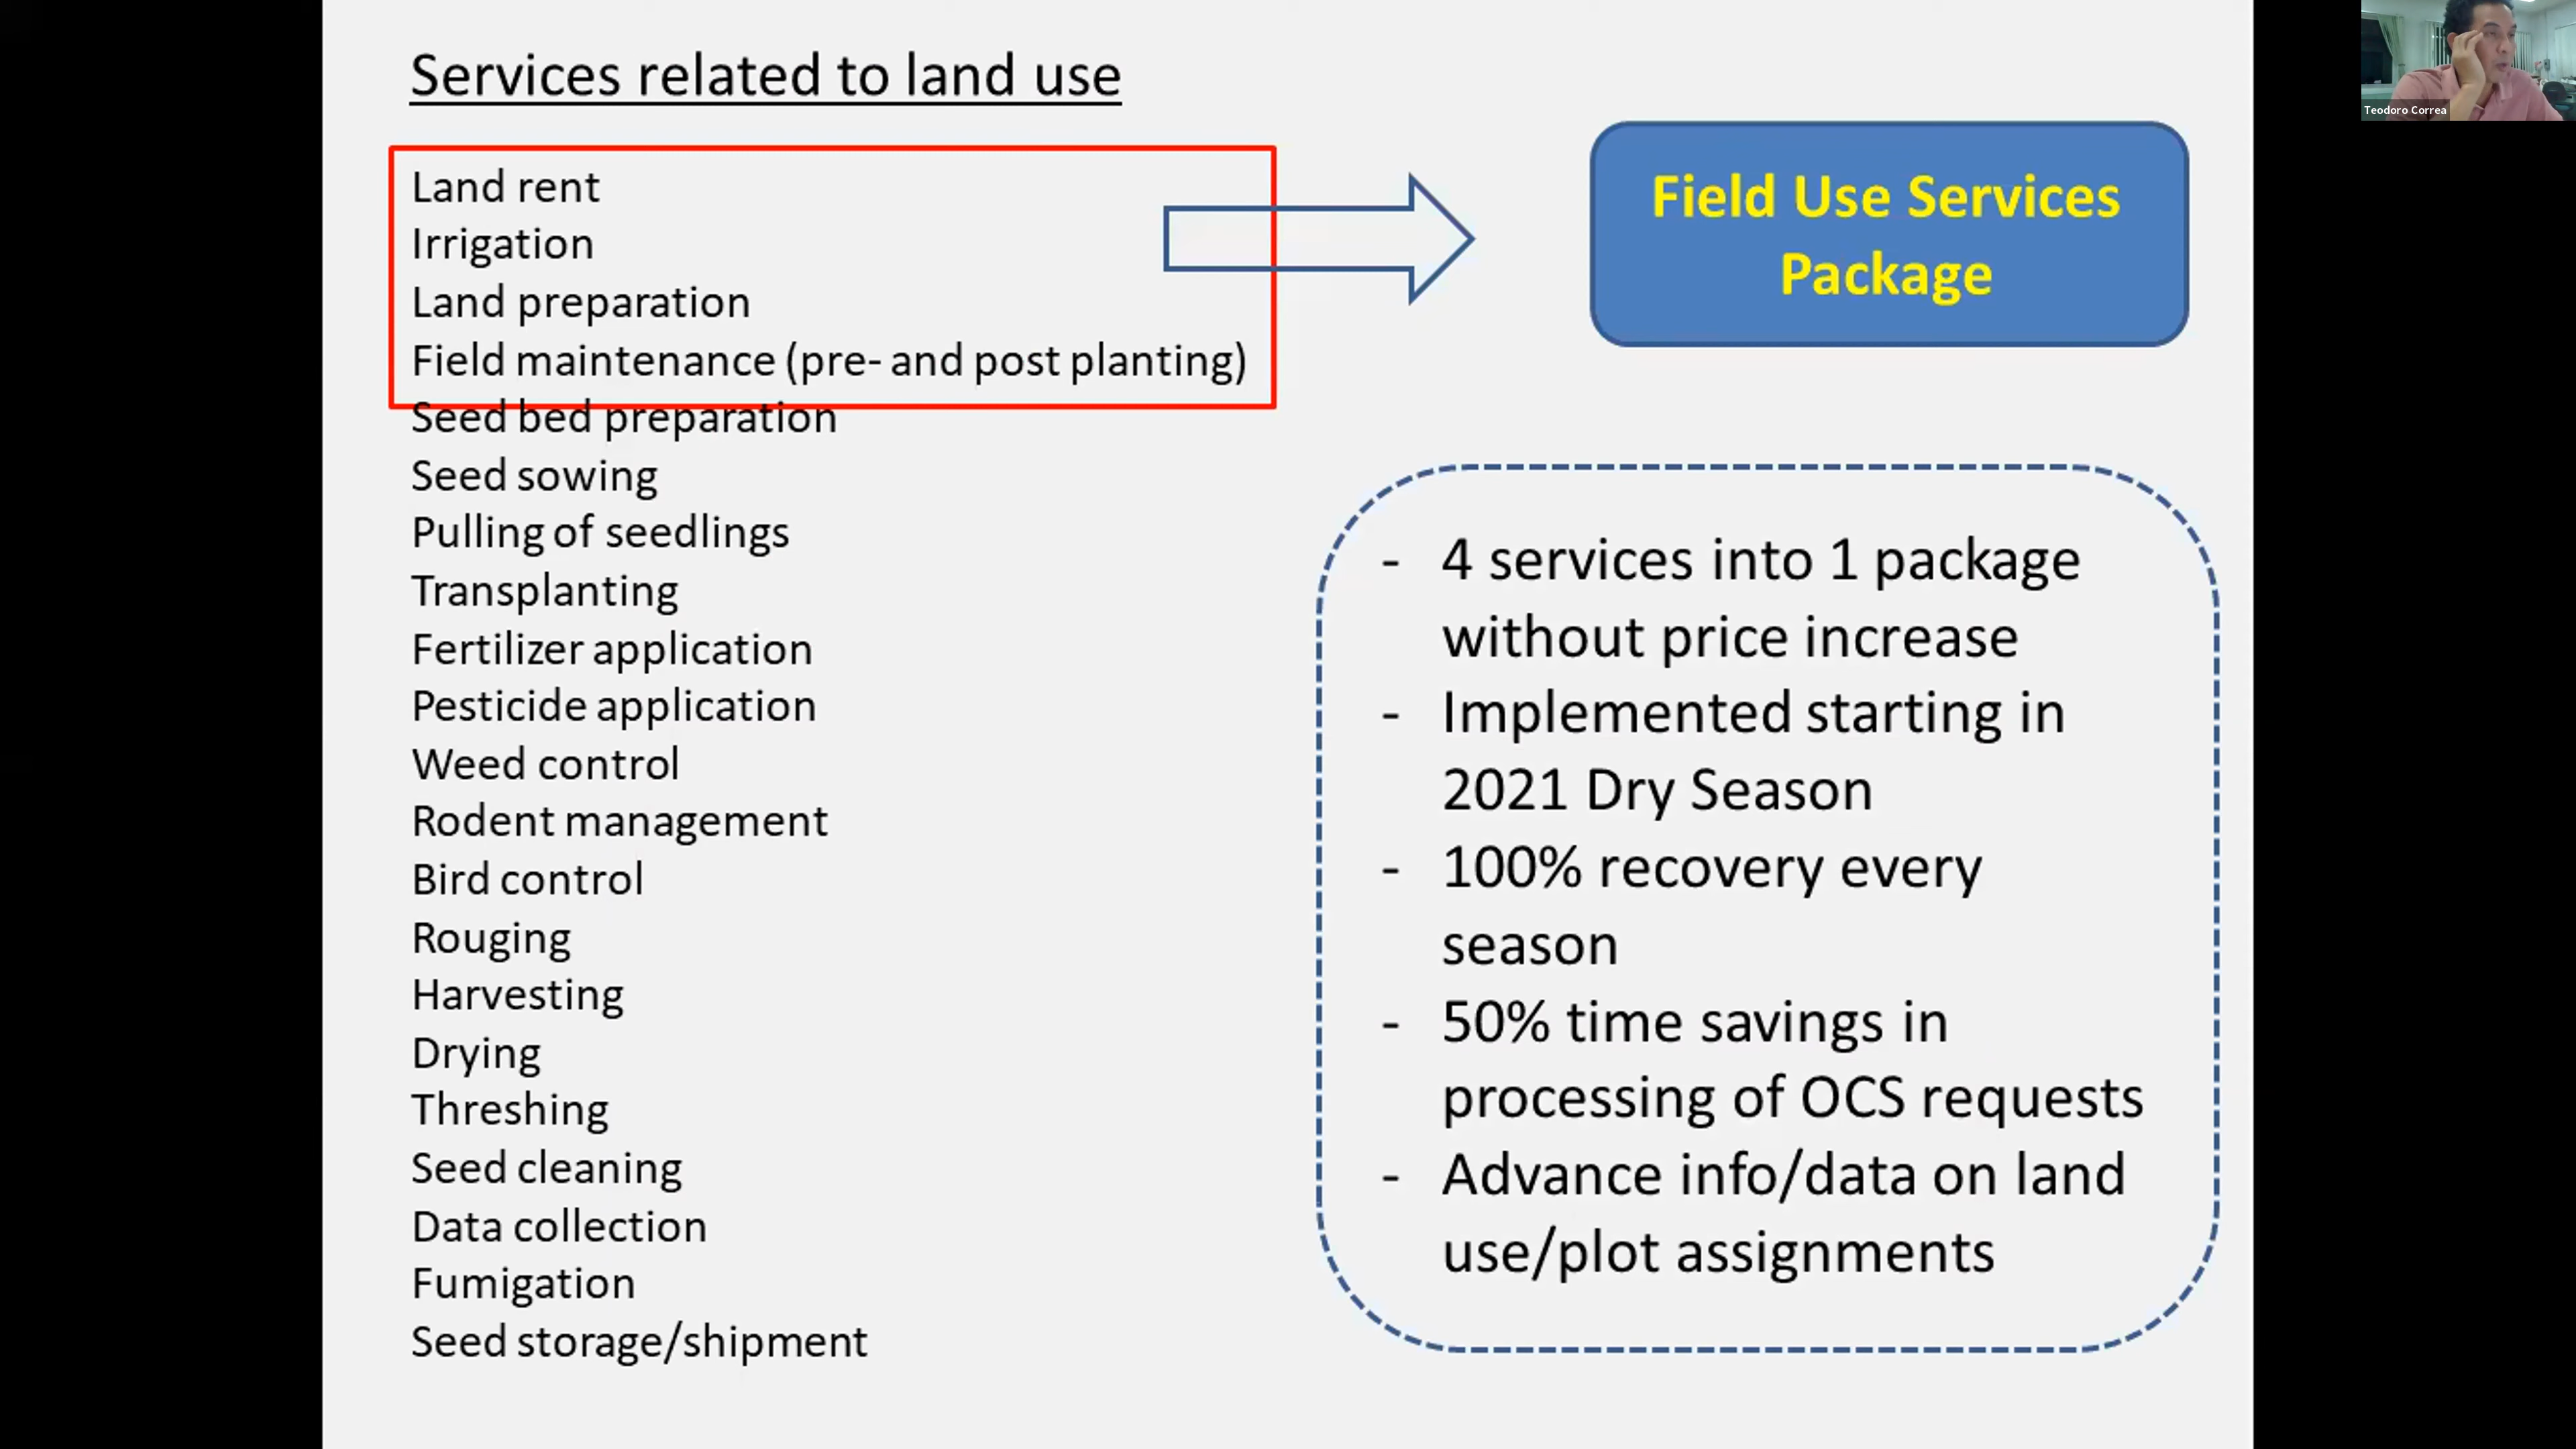 Services related to land use
Land rent
Irrigation
Land preparation
Field maintenance (pre- and post planting)
Seed bed preparation
Seed sowing
Pulling of seedlings
Transplanting
Fertilizer application
Pesticide application
Weed control
Rodent management
Bird control
Rouging
Harvesting
Drying
Threshing
Seed cleaning
Data collection
Fumigation
Seed storage/shipment
Field Use Services
Package
- 4 services into 1 package
without price increase
- Implemented starting in
2021 Dry Season
- 100% recovery every
season
- 50% time savings in
processing of OCS requests
- Advance info/data on land
use/plot assignments
Teodoro Correa